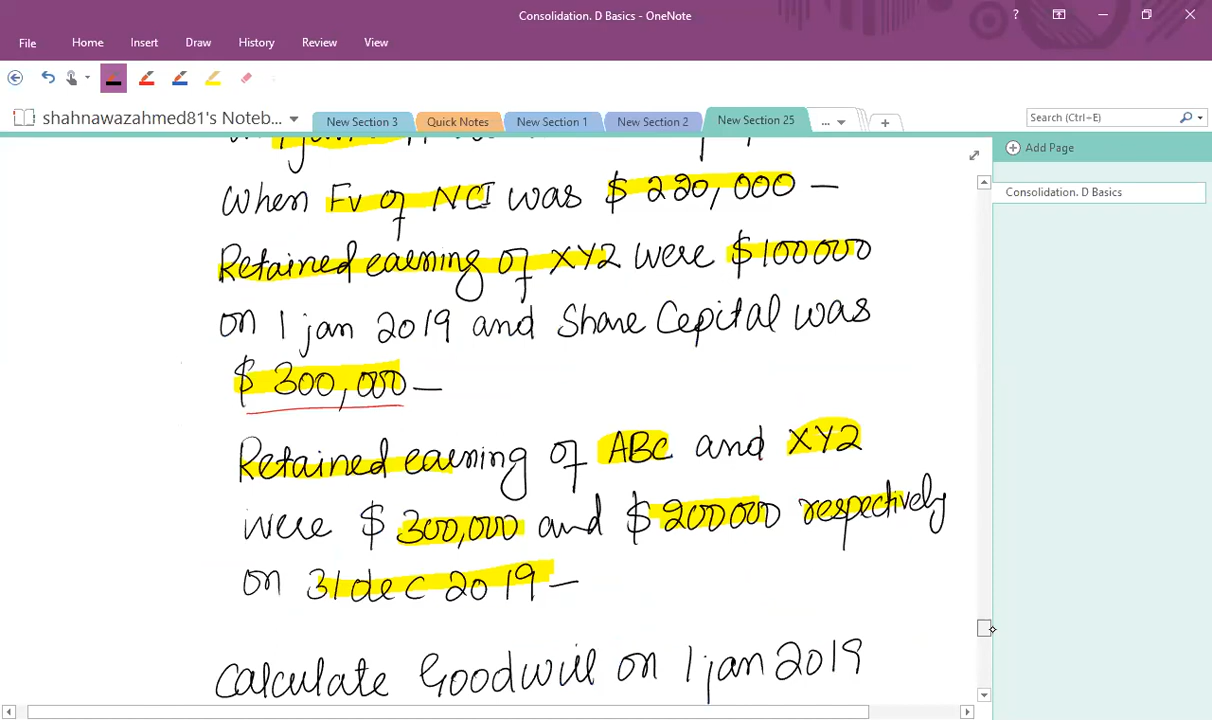 Consolidation. D Basics - OneNote
?
File Home Insert Draw History Review View
shahnawazahmed81's Noteb... New Section 3 Quick Notes New Section 1 New Section 2 New Section 25 ... Search (Ctrl+E)
Add Page
Consolidation. D Basics
1 jan
When FV of NCI was $ 220,000 —
Retained earning of XYZ were $100000
on 1 jan 2019 and Share Capital was
$ 300,000 —
Retained earning of ABC and XYZ
were $ 300,000 and $ 200000 respectively
on 31 dec 2019 —
Calculate Goodwill on 1 jan 2019